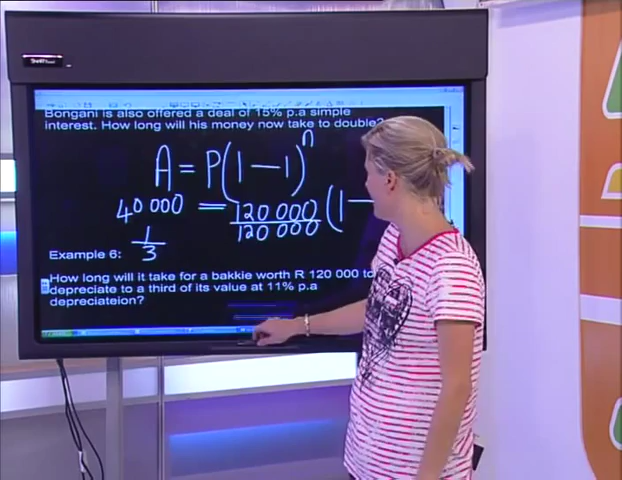 Bongani is also offered a deal of 15% p.a simple
interest. How long will his money now take to double?
A = P(1-1)^n
40 000 = 120 000 (1-
120 000
1
3
Example 6:
How long will it take for a bakkie worth R 120 000 to
depreciate to a third of its value at 11% p.a
depreciateion?